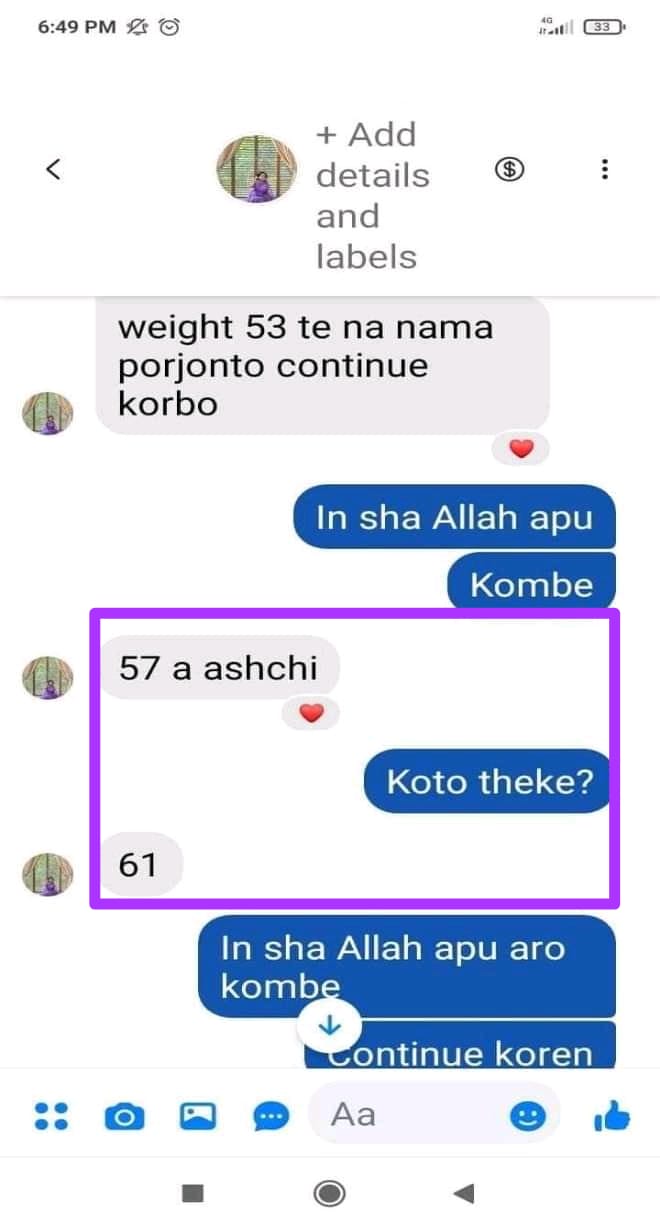 6:49 PM
4G
33
+ Add
details
and
labels
weight 53 te na nama
porjonto continue
korbo
In sha Allah apu
Kombe
57 a ashchi
Koto theke?
61
In sha Allah apu aro
kombe
Continue koren
Aa